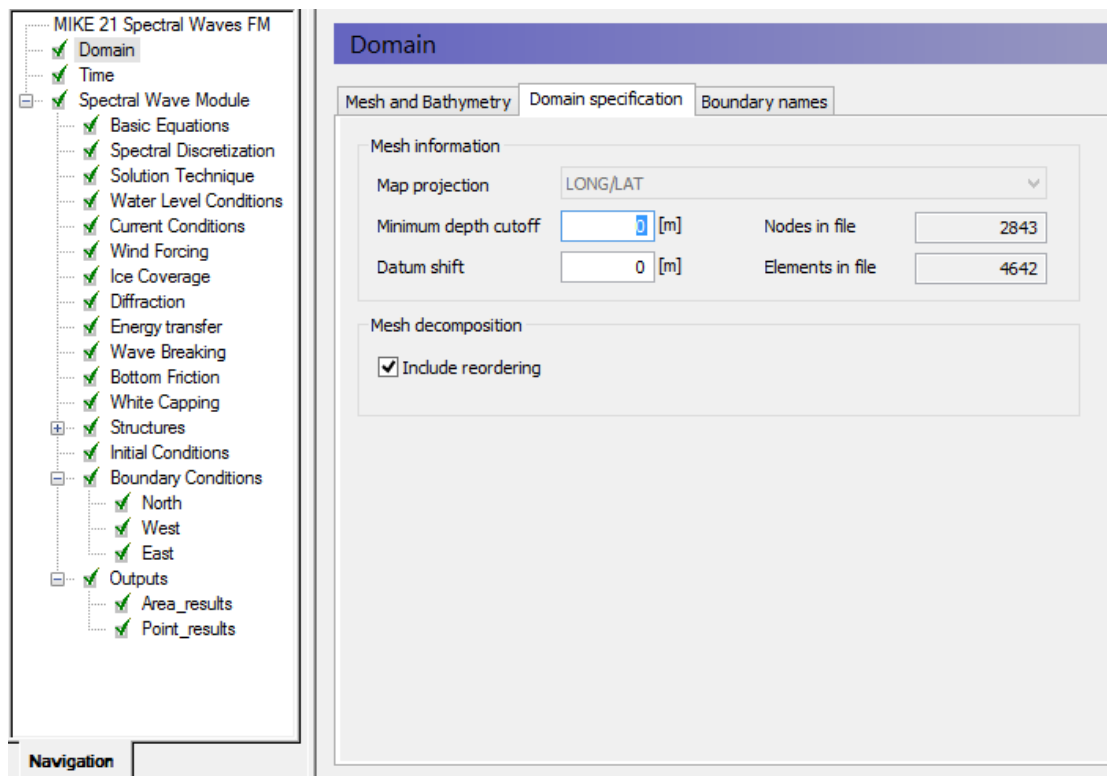 MIKE 21 Spectral Waves FM
Domain
Time
Spectral Wave Module
Basic Equations
Spectral Discretization
Solution Technique
Water Level Conditions
Current Conditions
Wind Forcing
Ice Coverage
Diffraction
Energy transfer
Wave Breaking
Bottom Friction
White Capping
Structures
Initial Conditions
Boundary Conditions
North
West
East
Outputs
Area_results
Point_results
Navigation
Domain
Mesh and Bathymetry Domain specification Boundary names
Mesh information
Map projection LONG/LAT
Minimum depth cutoff 0 [m] Nodes in file 2843
Datum shift 0 [m] Elements in file 4642
Mesh decomposition
Include reordering